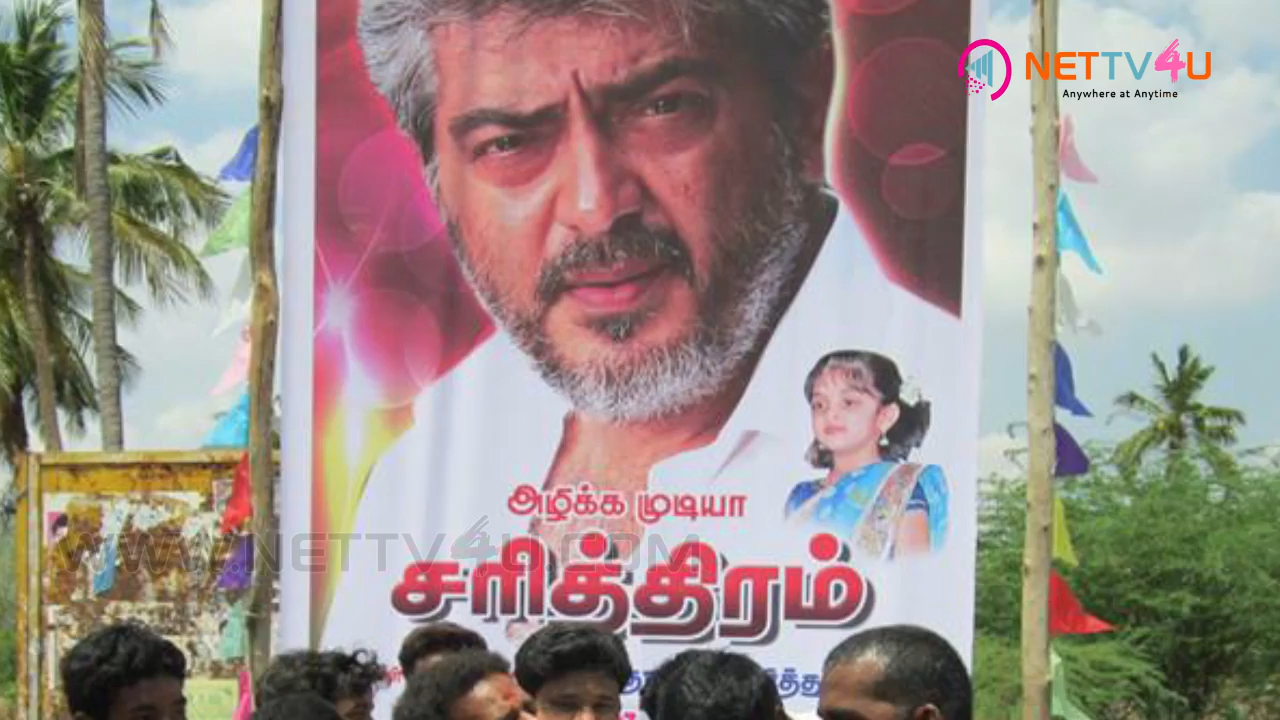 NETTV4U
Anywhere at Anytime
அழிக்க முடியா
WWW.NETTV4U.COM
சரித்திரம்